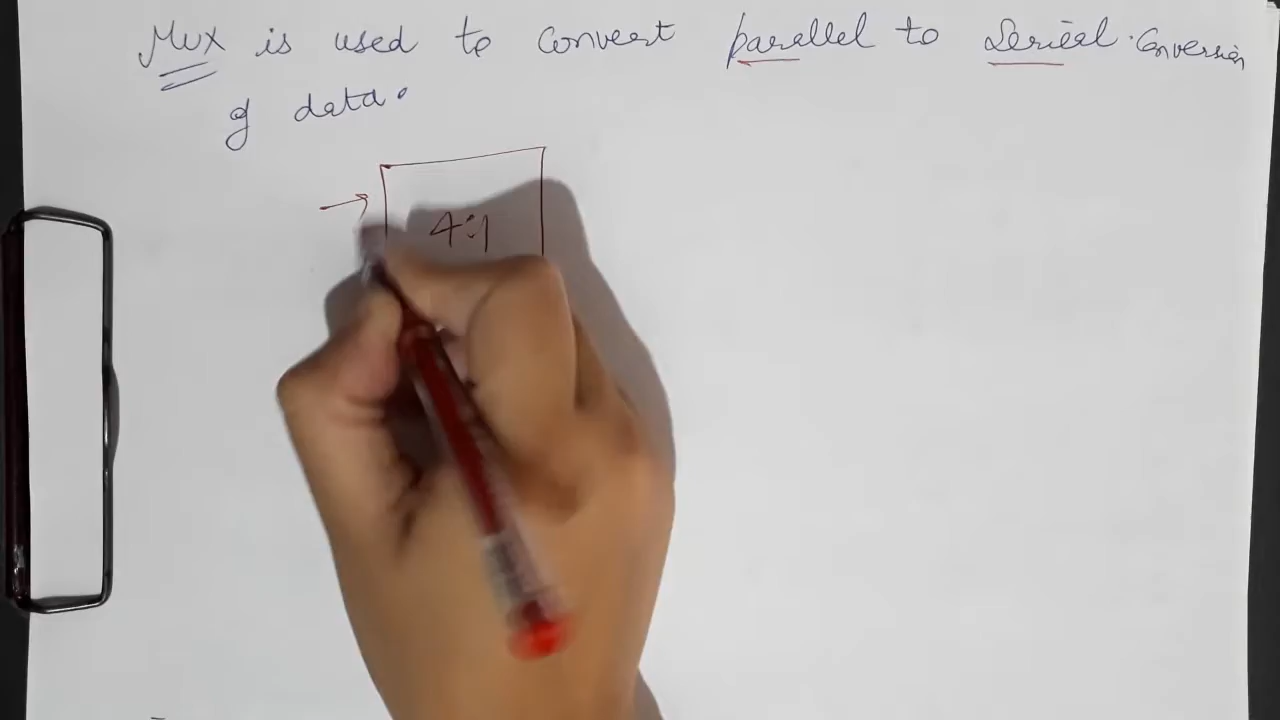 Mux is used to convert parallel to Serial. Conversion
of data.
4:1